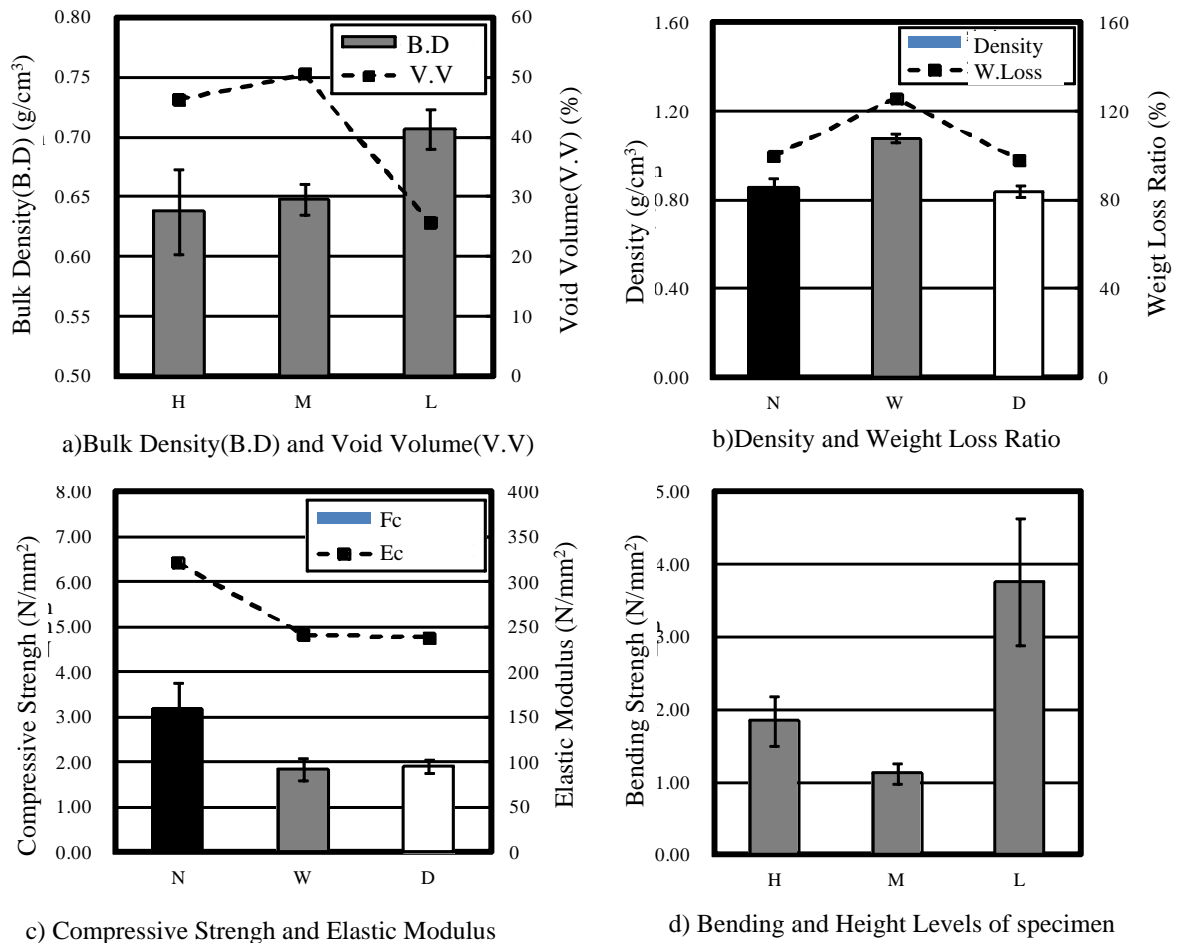 0.80
0.75
0.70
0.65
0.60
0.55
0.50
Bulk Density(B.D) (g/cm³)
B.D
V.V
60
50
40
30
20
10
0
Void Volume(V.V) (%)
H M L
a)Bulk Density(B.D) and Void Volume(V.V)
1.60
1.20
0.80
0.40
0.00
Density (g/cm³)
Density
W.Loss
160
120
80
40
0
Weigt Loss Ratio (%)
N W D
b)Density and Weight Loss Ratio
8.00
7.00
6.00
5.00
4.00
3.00
2.00
1.00
0.00
Compressive Strengh (N/mm²)
Fc
Ec
400
350
300
250
200
150
100
50
0
Elastic Modulus (N/mm²)
N W D
c) Compressive Strengh and Elastic Modulus
5.00
4.00
3.00
2.00
1.00
0.00
Bending Strengh (N/mm²)
H M L
d) Bending and Height Levels of specimen